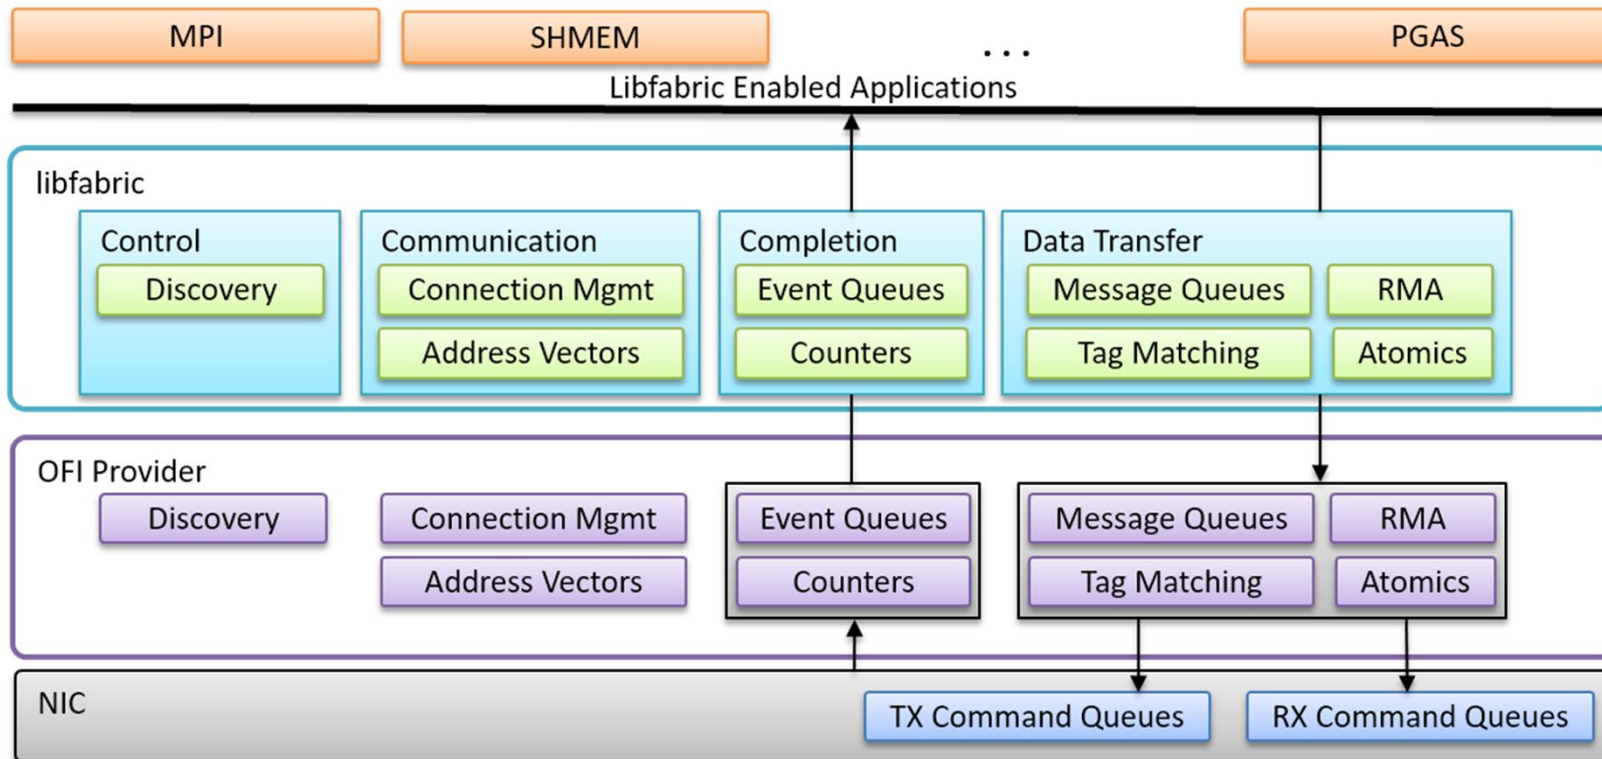 MPI
SHMEM
...
PGAS
Libfabric Enabled Applications
libfabric
Control
Discovery
Communication
Connection Mgmt
Address Vectors
Completion
Event Queues
Counters
Data Transfer
Message Queues
RMA
Tag Matching
Atomics
OFI Provider
Discovery
Connection Mgmt
Address Vectors
Event Queues
Counters
Message Queues
RMA
Tag Matching
Atomics
NIC
TX Command Queues
RX Command Queues